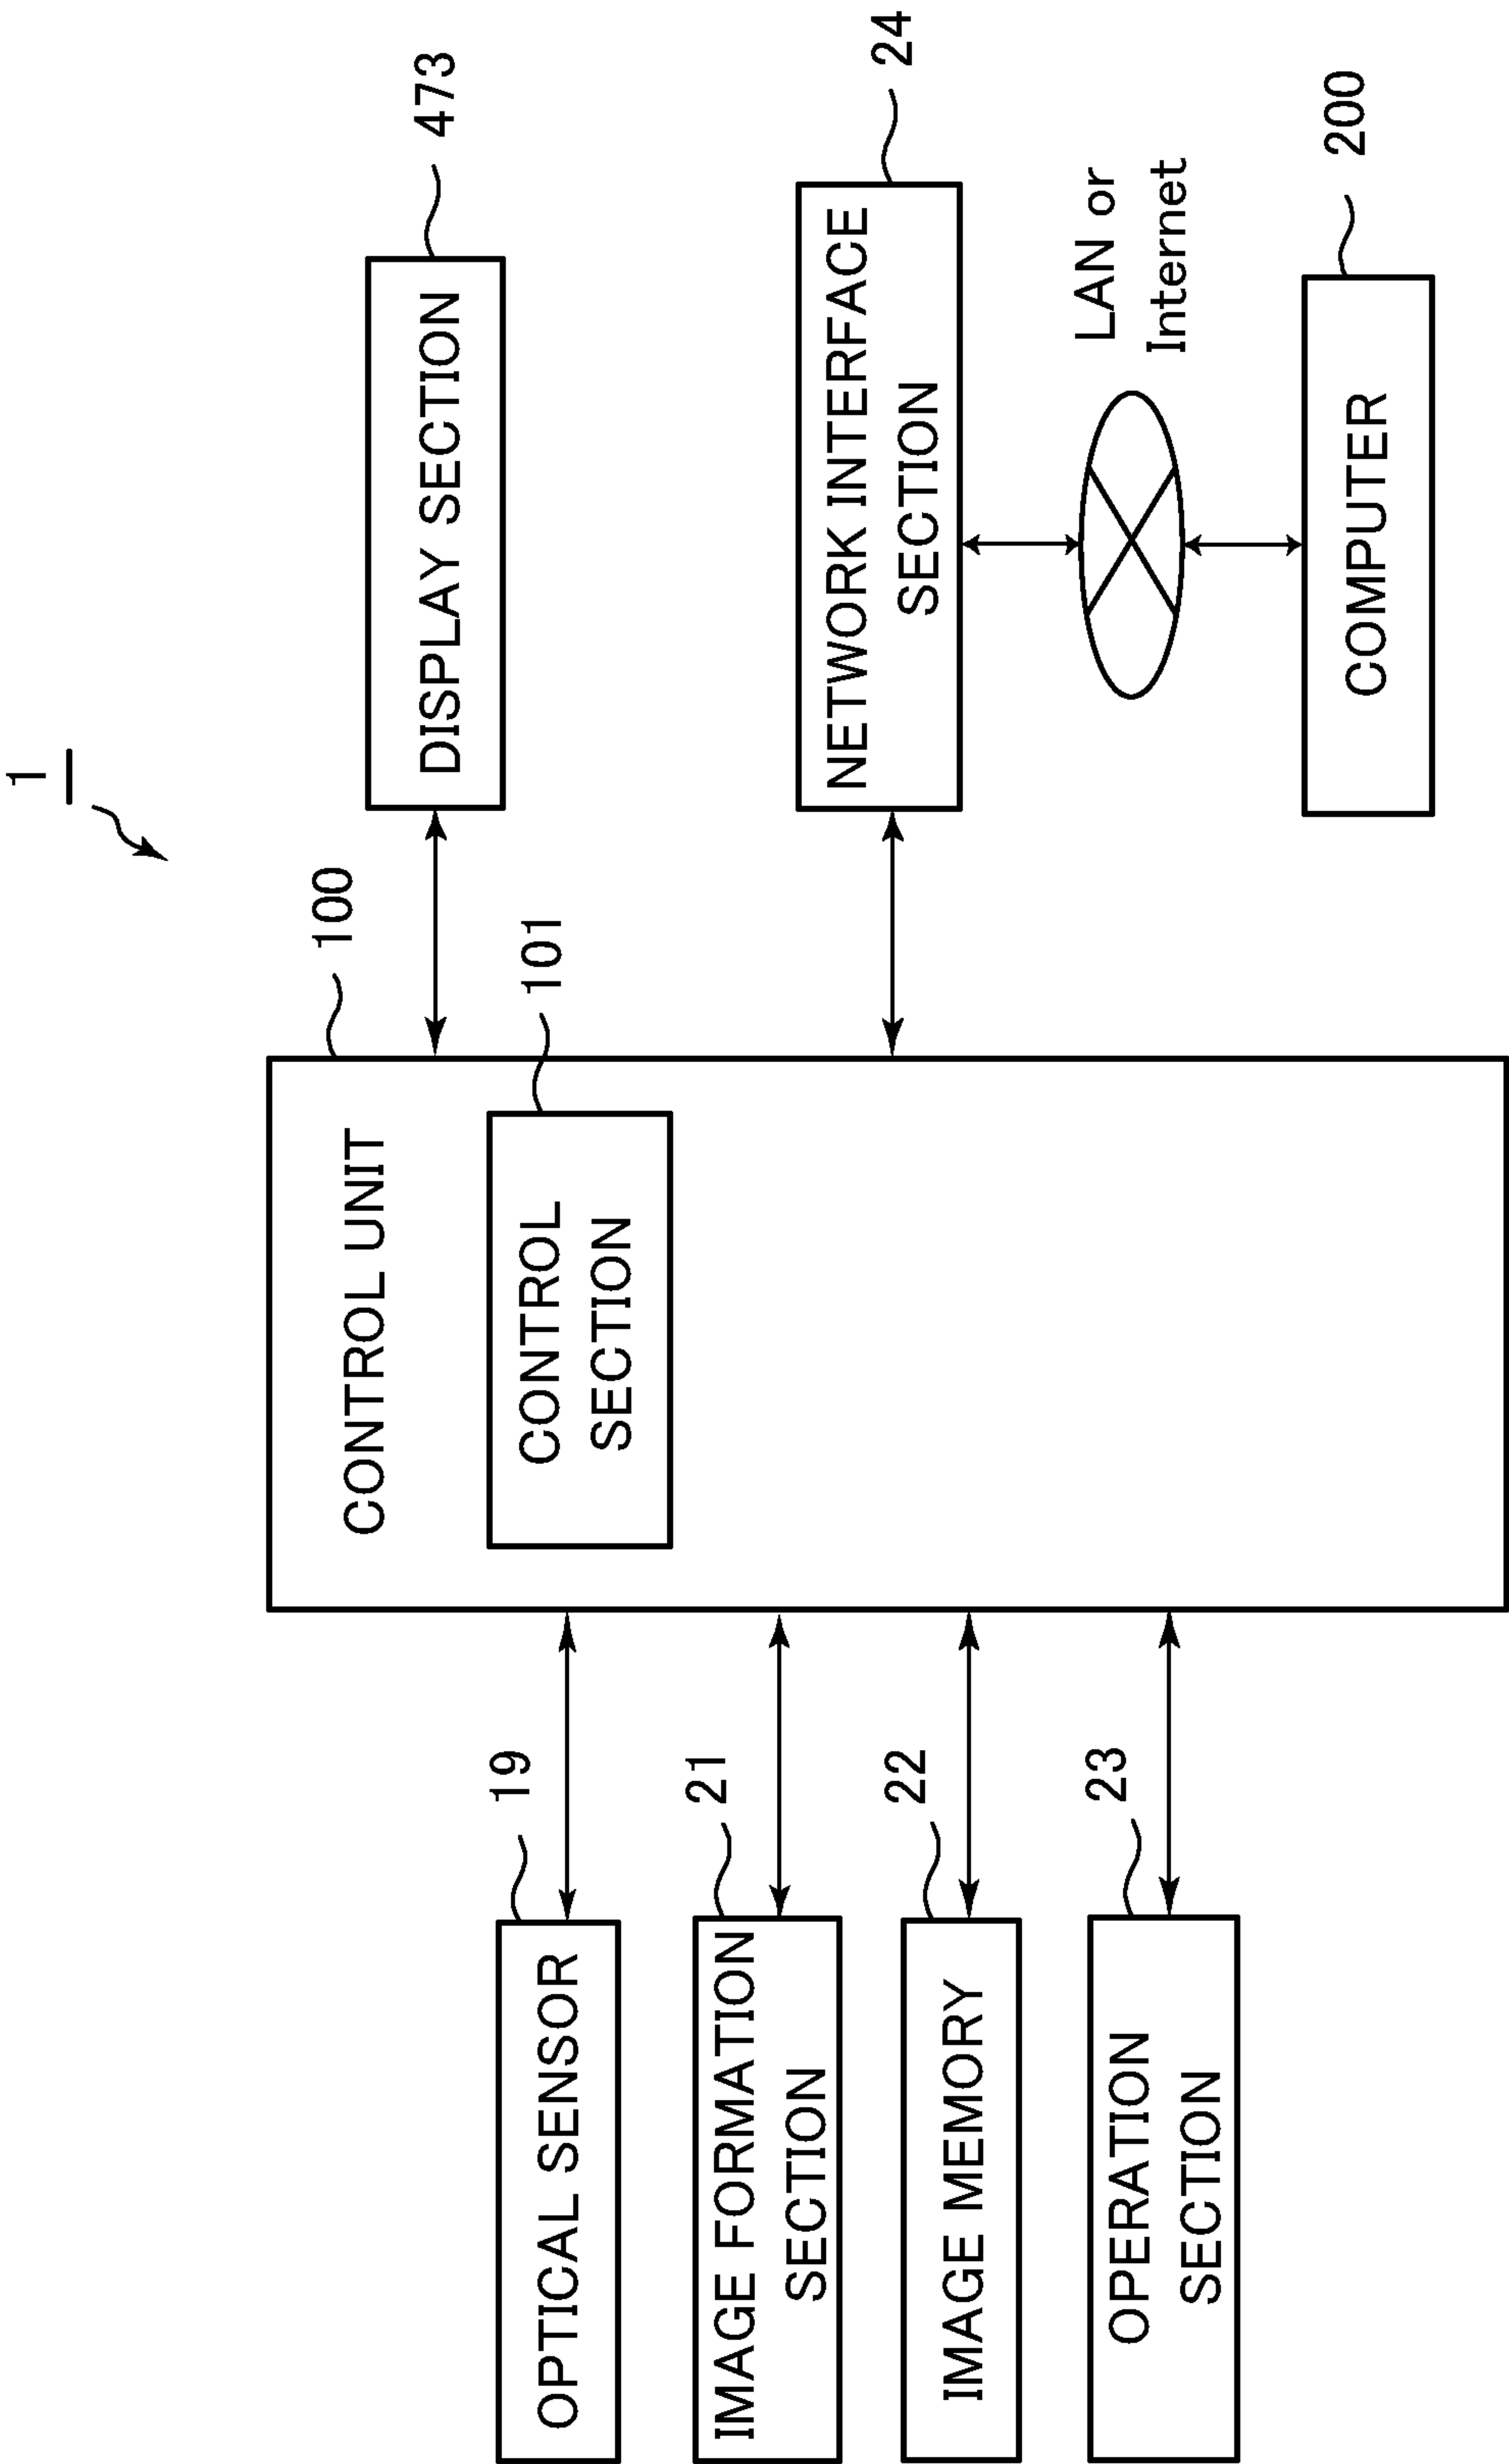 1
100
CONTROL UNIT
101
CONTROL
SECTION
19
OPTICAL SENSOR
21
IMAGE FORMATION
SECTION
22
IMAGE MEMORY
23
OPERATION
SECTION
473
DISPLAY SECTION
24
NETWORK INTERFACE
SECTION
LAN or
Internet
200
COMPUTER